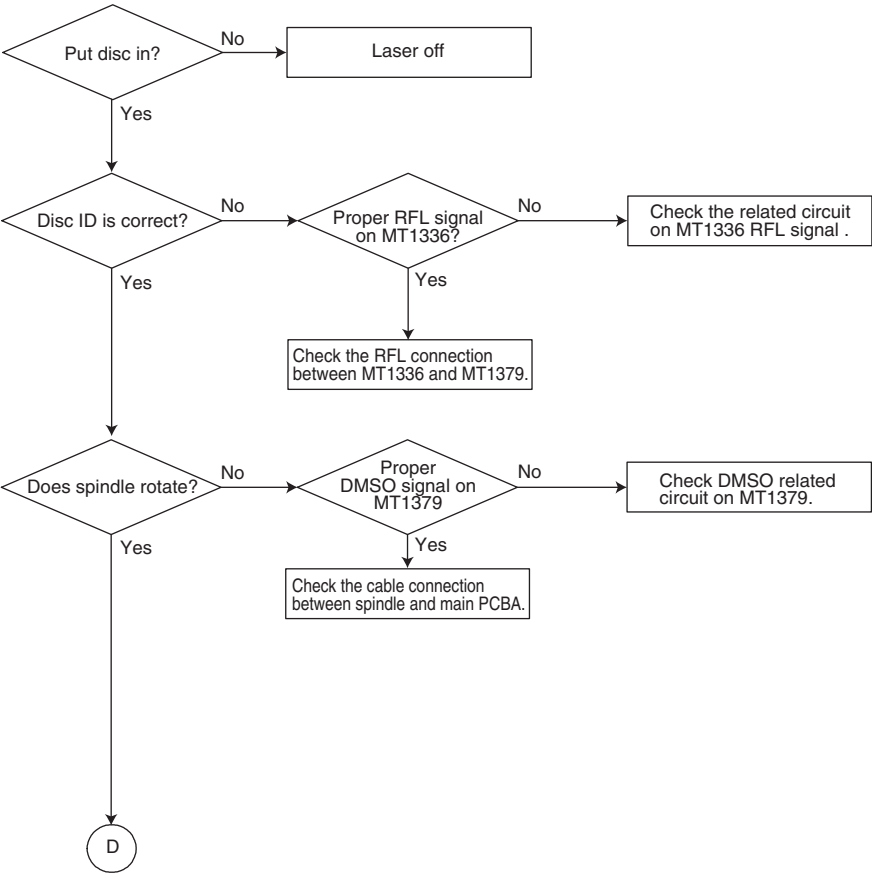 Put disc in?
No
Laser off
Yes
Disc ID is correct?
No
Proper RFL signal
on MT1336?
No
Check the related circuit
on MT1336 RFL signal .
Yes
Yes
Check the RFL connection
between MT1336 and MT1379.
Does spindle rotate?
No
Proper
DMSO signal on
MT1379
No
Check DMSO related
circuit on MT1379.
Yes
Yes
Check the cable connection
between spindle and main PCBA.
D